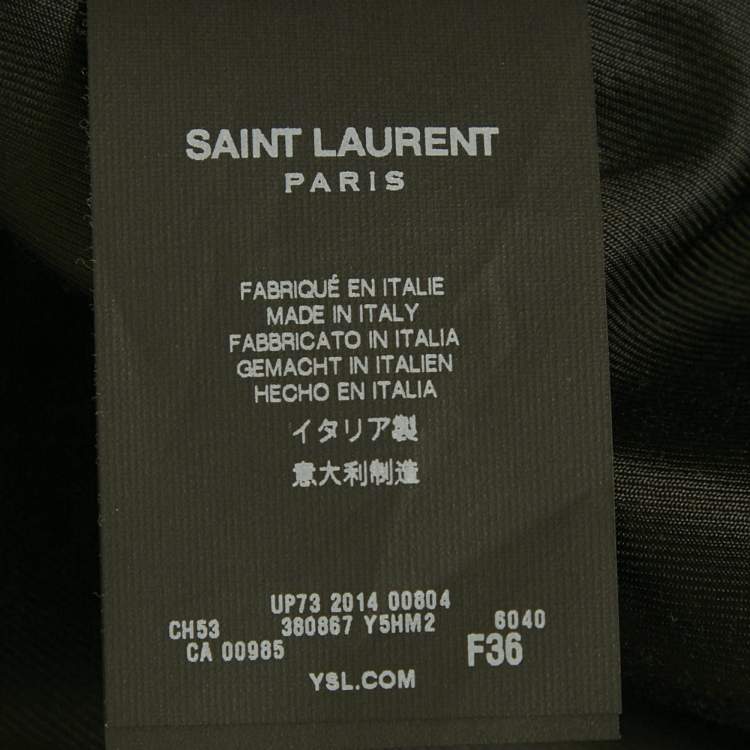 SAINT LAURENT
PARIS
FABRIQUÉ EN ITALIE
MADE IN ITALY
FABBRICATO IN ITALIA
GEMACHT IN ITALIEN
HECHO EN ITALIA
イタリア製
意大利制造
UP73 2014 00804
CH53 380867 Y5HM2 6040
CA 00985 F36
YSL.COM